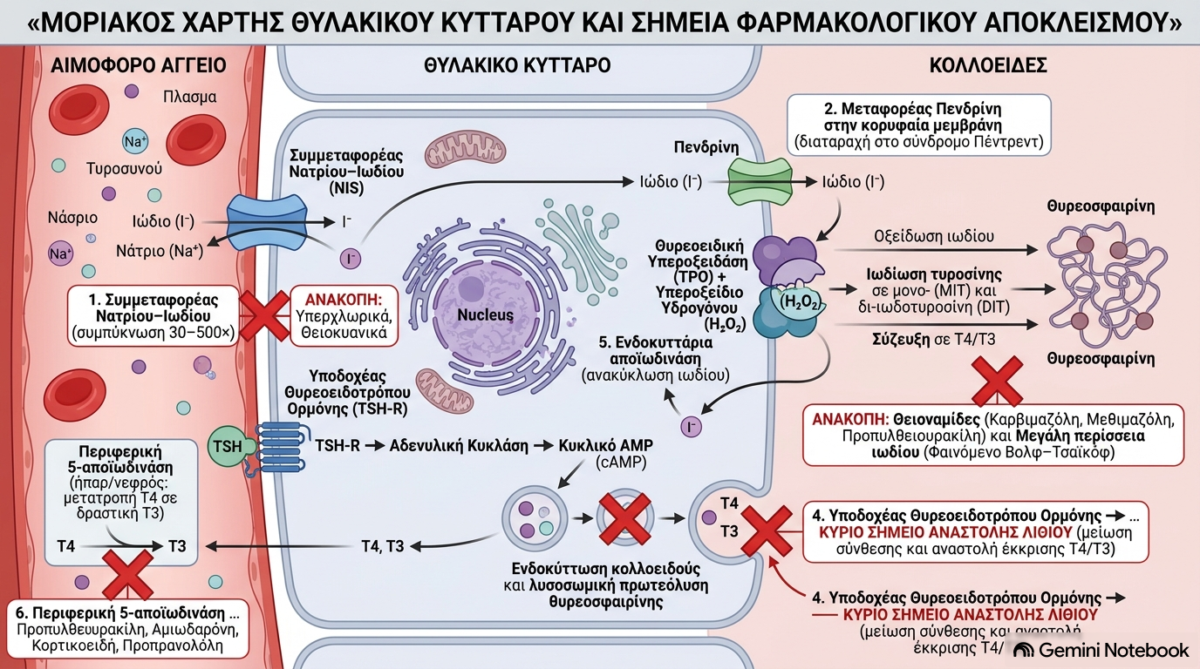 «ΜΟΡΙΑΚΟΣ ΧΑΡΤΗΣ ΘΥΛΑΚΙΚΟΥ ΚΥΤΤΑΡΟΥ ΚΑΙ ΣΗΜΕΙΑ ΦΑΡΜΑΚΟΛΟΓΙΚΟΥ ΑΠΟΚΛΕΙΣΜΟΥ»
ΑΙΜΟΦΟΡΟ ΑΓΓΕΙΟ
Πλασμα
Na⁺
Τυροσυνού
Νάσριο
Na⁺
Ιώδιο (I⁻)
Νάτριο (Na⁺)
1. Συμμεταφορέας
Νατρίου–Ιωδίου
(συμπύκνωση 30–500×)
ΑΝΑΚΟΠΗ:
Υπερχλωρικά,
Θειοκυανικά
TSH
Περιφερική
5-αποϊωδινάση
(ήπαρ/νεφρός:
μετατροπή Τ4 σε
δραστική Τ3)
T4
T3
6. Περιφερική 5-αποϊωδινάση ...
Προπυλθευυρακίλη, Αμιωδαρόνη,
Κορτικοειδή, Προπρανολόλη
ΘΥΛΑΚΙΚΟ ΚΥΤΤΑΡΟ
Συμμεταφορέας
Νατρίου–Ιωδίου
(NIS)
I⁻
I⁻
Nucleus
Πενδρίνη
Ιώδιο (I⁻)
Ιώδιο (I⁻)
Θυρεοειδική
Υπεροξειδάση
(TPO) +
Υπεροξείδιο
Υδρογόνου
(H₂O₂)
H₂O₂
5. Ενδοκυττάρια
αποϊωδινάση
(ανακύκλωση ιωδίου)
I⁻
Υποδοχέας
Θυρεοειδοτρόπου
Ορμόνης (TSH-R)
TSH-R → Αδενυλική Κυκλάση → Κυκλικό AMP
(cAMP)
T4, T3
T4
T3
Ενδοκύττωση κολλοειδούς
και λυσοσωμική πρωτεόλυση
θυρεοσφαιρίνης
ΚΟΛΛΟΕΙΔΕΣ
2. Μεταφορέας Πενδρίνη
στην κορυφαία μεμβράνη
(διαταραχή στο σύνδρομο Πέντρεντ)
Θυρεοσφαιρίνη
Οξείδωση ιωδίου
Ιωδίωση τυροσίνης
σε μονο- (MIT) και
δι-ιωδοτυροσίνη (DIT)
Σύζευξη σε T4/T3
Θυρεοσφαιρίνη
ΑΝΑΚΟΠΗ: Θειοναμίδες (Καρβιμαζόλη, Μεθιμαζόλη,
Προπυλθειουρακίλη) και Μεγάλη περίσσεια
ιωδίου (Φαινόμενο Βολφ–Τσαϊκόφ)
4. Υποδοχέας Θυρεοειδοτρόπου Ορμόνης → ...
ΚΥΡΙΟ ΣΗΜΕΙΟ ΑΝΑΣΤΟΛΗΣ ΛΙΘΙΟΥ (μείωση
σύνθεσης και αναστολή έκκρισης T4/T3)
4. Υποδοχέας Θυρεοειδοτρόπου Ορμόνης →
ΚΥΡΙΟ ΣΗΜΕΙΟ ΑΝΑΣΤΟΛΗΣ ΛΙΘΙΟΥ
(μείωση σύνθεσης και αναστολή
έκκρισης T4/
Gemini Notebook